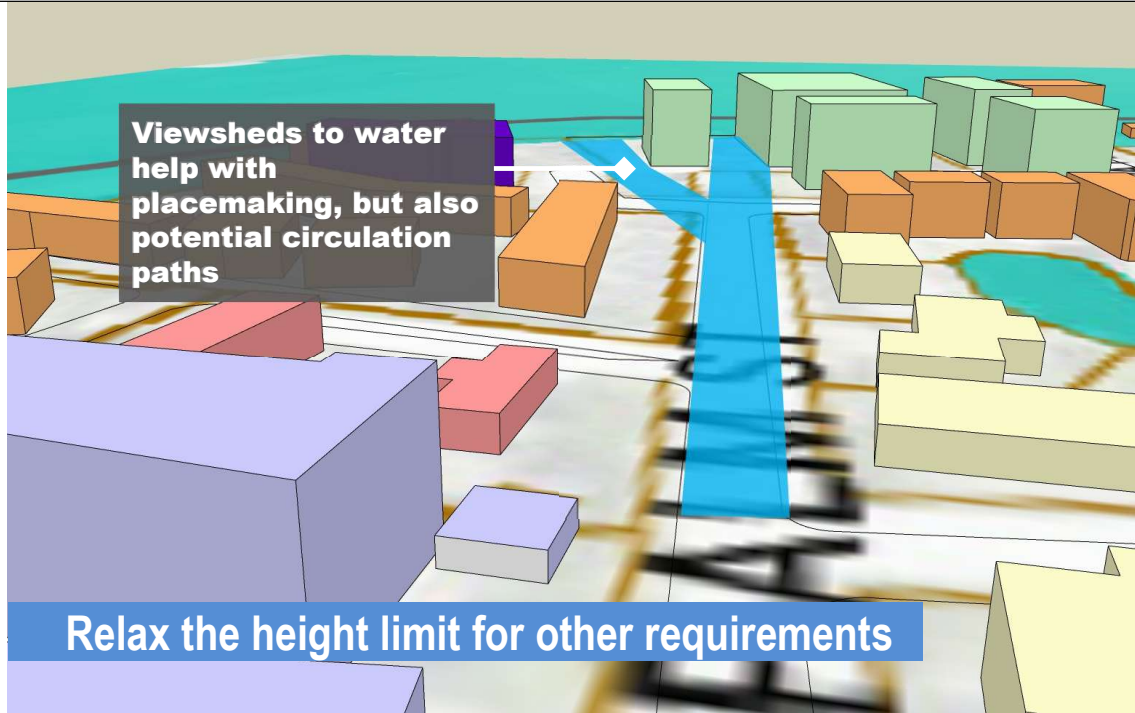 Viewsheds to water
help with
placemaking, but also
potential circulation
paths
Relax the height limit for other requirements